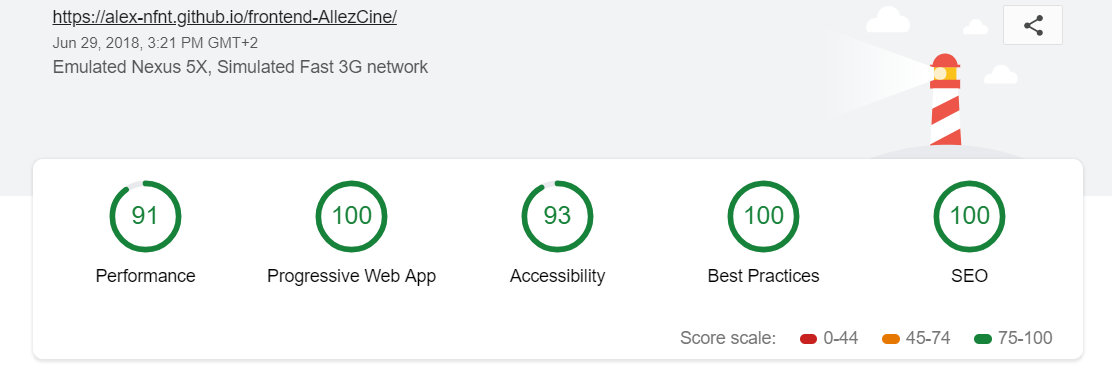 https://alex-nfnt.github.io/frontend-AllezCine/
Jun 29, 2018, 3:21 PM GMT+2
Emulated Nexus 5X, Simulated Fast 3G network
91 100 93 100 100
Performance Progressive Web App Accessibility Best Practices SEO
Score scale: 0-44 45-74 75-100